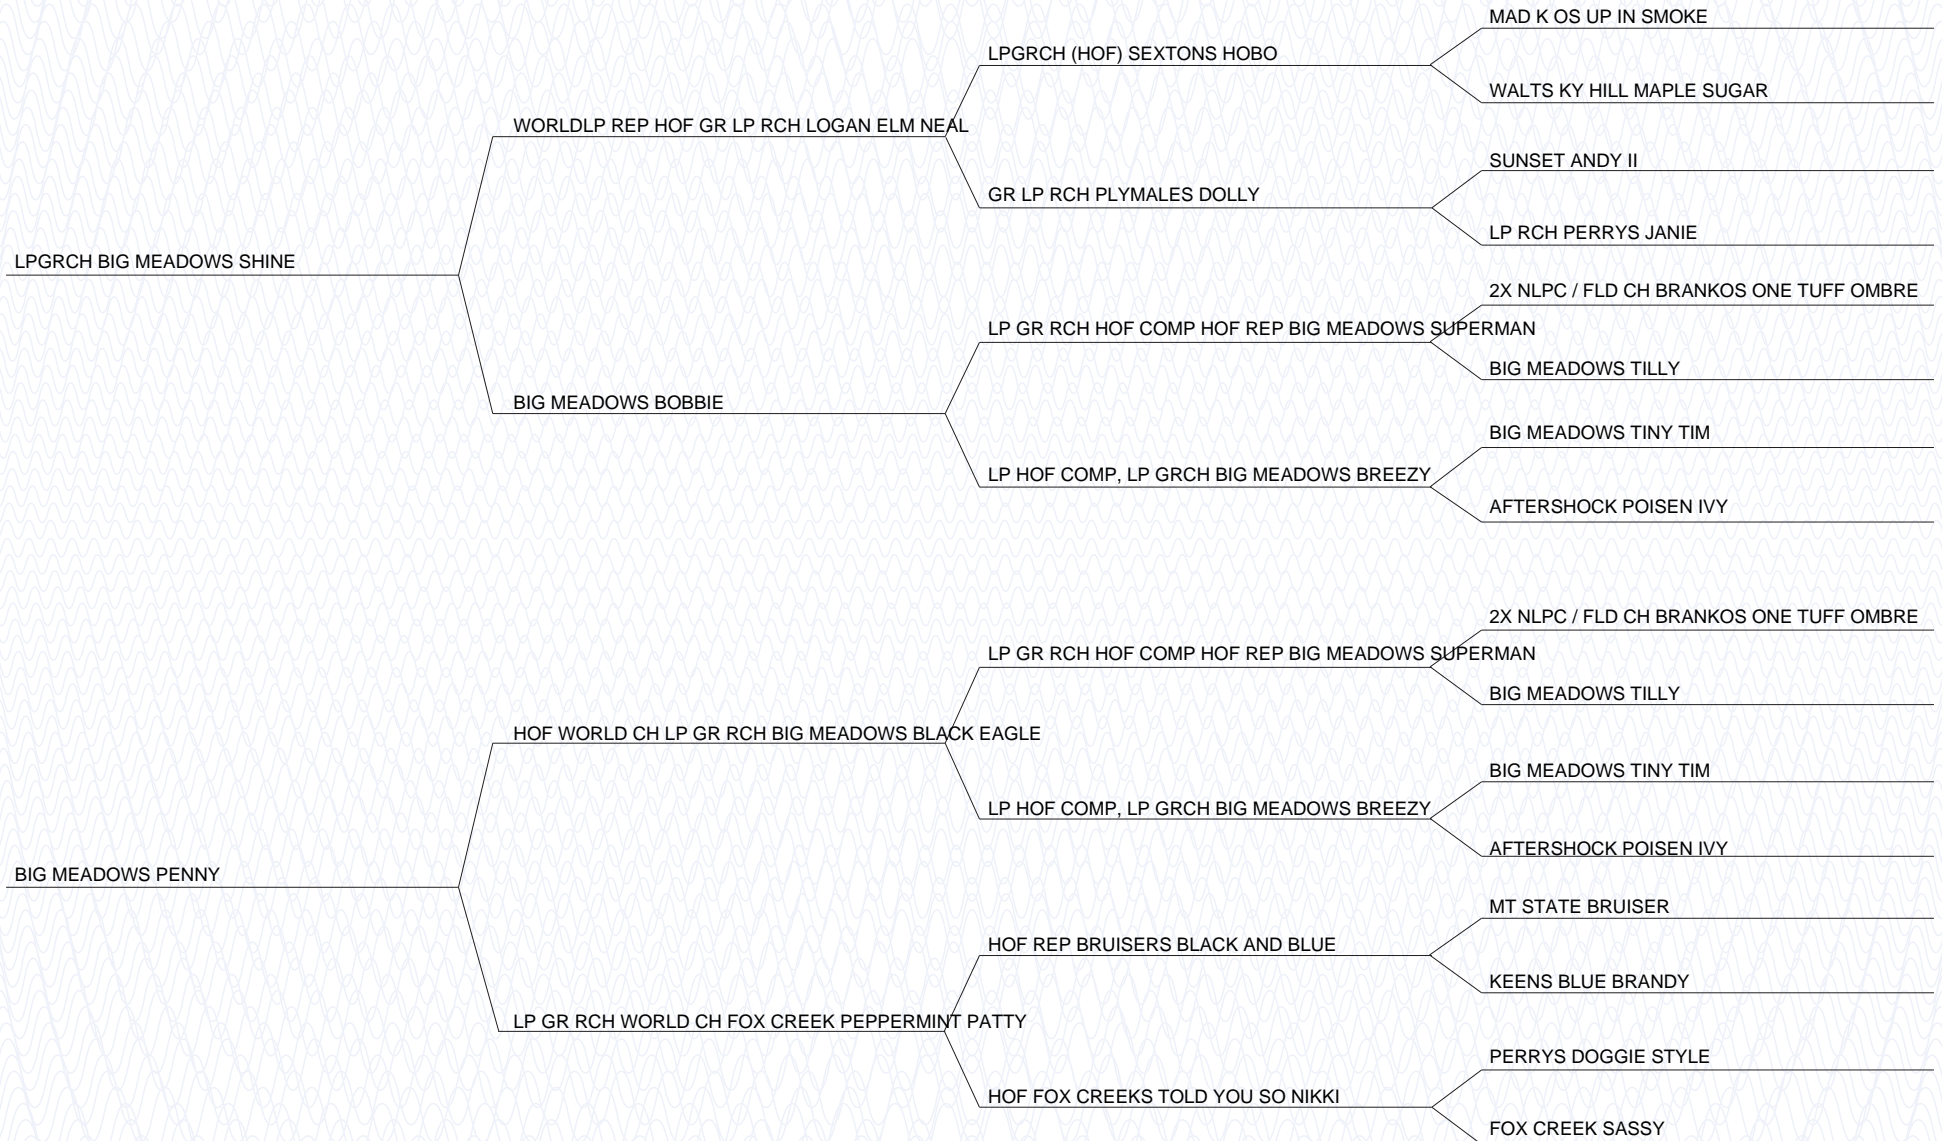 MAD K OS UP IN SMOKE
LPGRCH (HOF) SEXTONS HOBO
WALTS KY HILL MAPLE SUGAR
WORLDLP REP HOF GR LP RCH LOGAN ELM NEAL
SUNSET ANDY II
GR LP RCH PLYMALES DOLLY
LP RCH PERRYS JANIE
LPGRCH BIG MEADOWS SHINE
2X NLPC / FLD CH BRANKOS ONE TUFF OMBRE
LP GR RCH HOF COMP HOF REP BIG MEADOWS SUPERMAN
BIG MEADOWS TILLY
BIG MEADOWS BOBBIE
BIG MEADOWS TINY TIM
LP HOF COMP, LP GRCH BIG MEADOWS BREEZY
AFTERSHOCK POISEN IVY
2X NLPC / FLD CH BRANKOS ONE TUFF OMBRE
LP GR RCH HOF COMP HOF REP BIG MEADOWS SUPERMAN
BIG MEADOWS TILLY
HOF WORLD CH LP GR RCH BIG MEADOWS BLACK EAGLE
BIG MEADOWS TINY TIM
LP HOF COMP, LP GRCH BIG MEADOWS BREEZY
AFTERSHOCK POISEN IVY
BIG MEADOWS PENNY
MT STATE BRUISER
HOF REP BRUISERS BLACK AND BLUE
KEENS BLUE BRANDY
LP GR RCH WORLD CH FOX CREEK PEPPERMINT PATTY
PERRYS DOGGIE STYLE
HOF FOX CREEKS TOLD YOU SO NIKKI
FOX CREEK SASSY